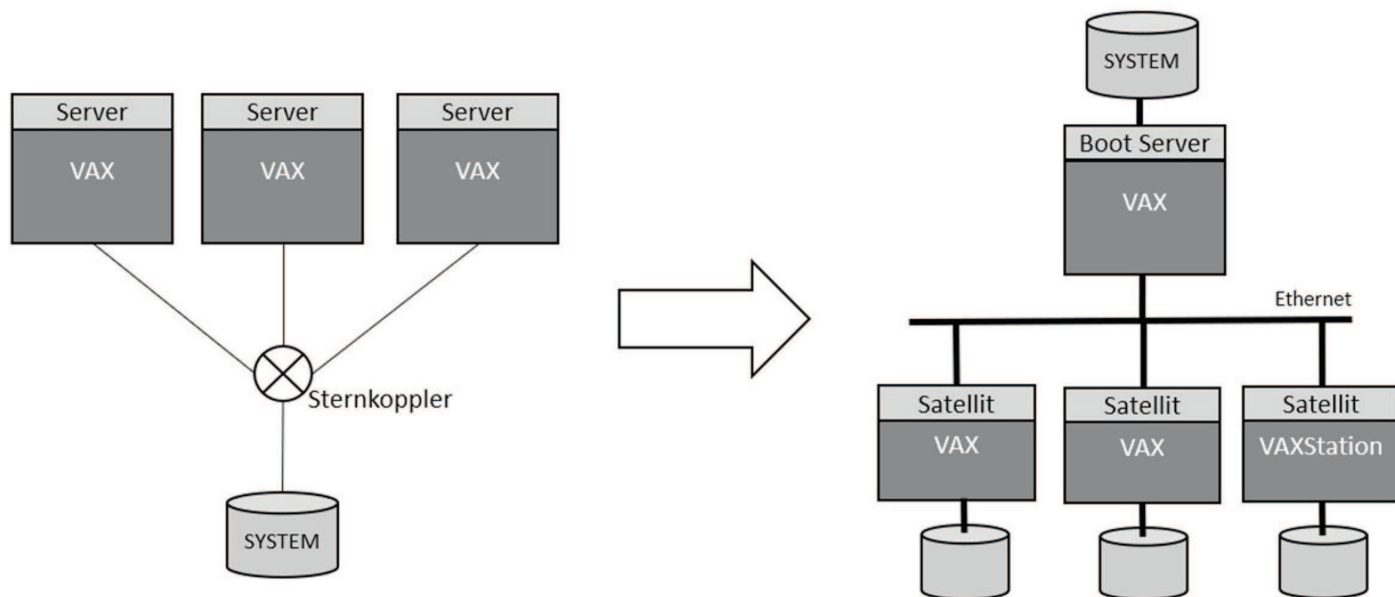 Server
VAX
Server
VAX
Server
VAX
Sternkoppler
SYSTEM
SYSTEM
Boot Server
VAX
Ethernet
Satellit
VAX
Satellit
VAX
Satellit
VAXStation